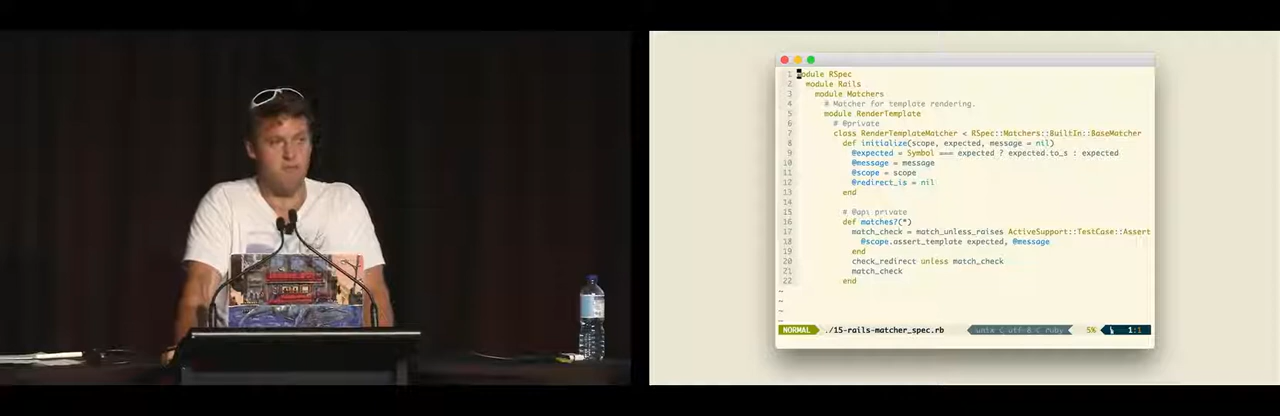 1 module RSpec
2 module Rails
3 module Matchers
4 # Matcher for template rendering.
5 module RenderTemplate
6 # @private
7 class RenderTemplateMatcher < RSpec::Matchers::BuiltIn::BaseMatcher
8 def initialize(scope, expected, message = nil)
9 @expected = Symbol === expected ? expected.to_s : expected
10 @message = message
11 @scope = scope
12 @redirect_is = nil
13 end
14
15 # @api private
16 def matches?(*)
17 match_check = match_unless_raises ActiveSupport::TestCase::Assert
18 @scope.assert_template expected, @message
19 end
20 check_redirect unless match_check
21 match_check
22 end
~
~
~
NORMAL ./15-rails-matcher_spec.rb unix utf-8 ruby 5% 1:1